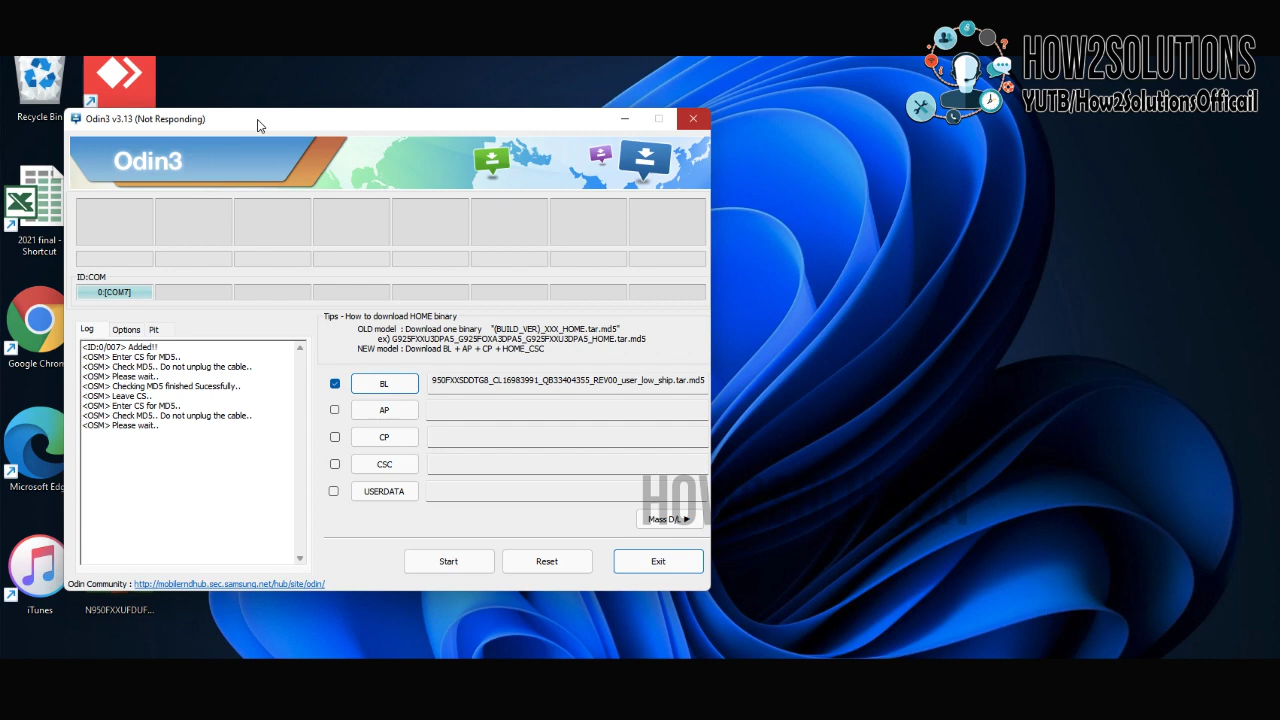 HOW2SOLUTIONS
YUTB/How2SolutionsOfficail
Recycle Bin
2021 final -
Shortcut
Google Chrom
Microsoft Edg
iTunes
N950FXXUFDUF...
Odin3 v3.13 (Not Responding)
Odin3
ID:COM
0:[COM7]
Log
Options
Pit
<ID:0/007> Added!!
<OSM> Enter CS for MD5..
<OSM> Check MD5.. Do not unplug the cable..
<OSM> Please wait..
<OSM> Checking MD5 finished Sucessfully..
<OSM> Leave CS..
<OSM> Enter CS for MD5..
<OSM> Check MD5.. Do not unplug the cable..
<OSM> Please wait..
Tips - How to download HOME binary
OLD model : Download one binary "(BUILD_VER)_XXX_HOME.tar.md5"
ex) G925FXXU3DPA5_G925FOXA3DPA5_G925FXXU3DPA5_HOME.tar.md5
NEW model : Download BL + AP + CP + HOME_CSC
BL
950FXXSDDTG8_CL16983991_QB33404355_REV00_user_low_ship.tar.md5
AP
CP
CSC
USERDATA
Mass D/L
Start
Reset
Exit
Odin Community : http://mobilerndhub.sec.samsung.net/hub/site/odin/